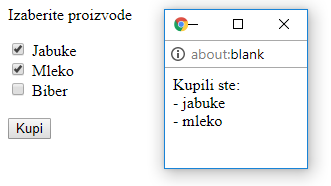 Izaberite proizvode
Jabuke
Mleko
Biber
Kupi
about:blank
Kupili ste:
- jabuke
- mleko